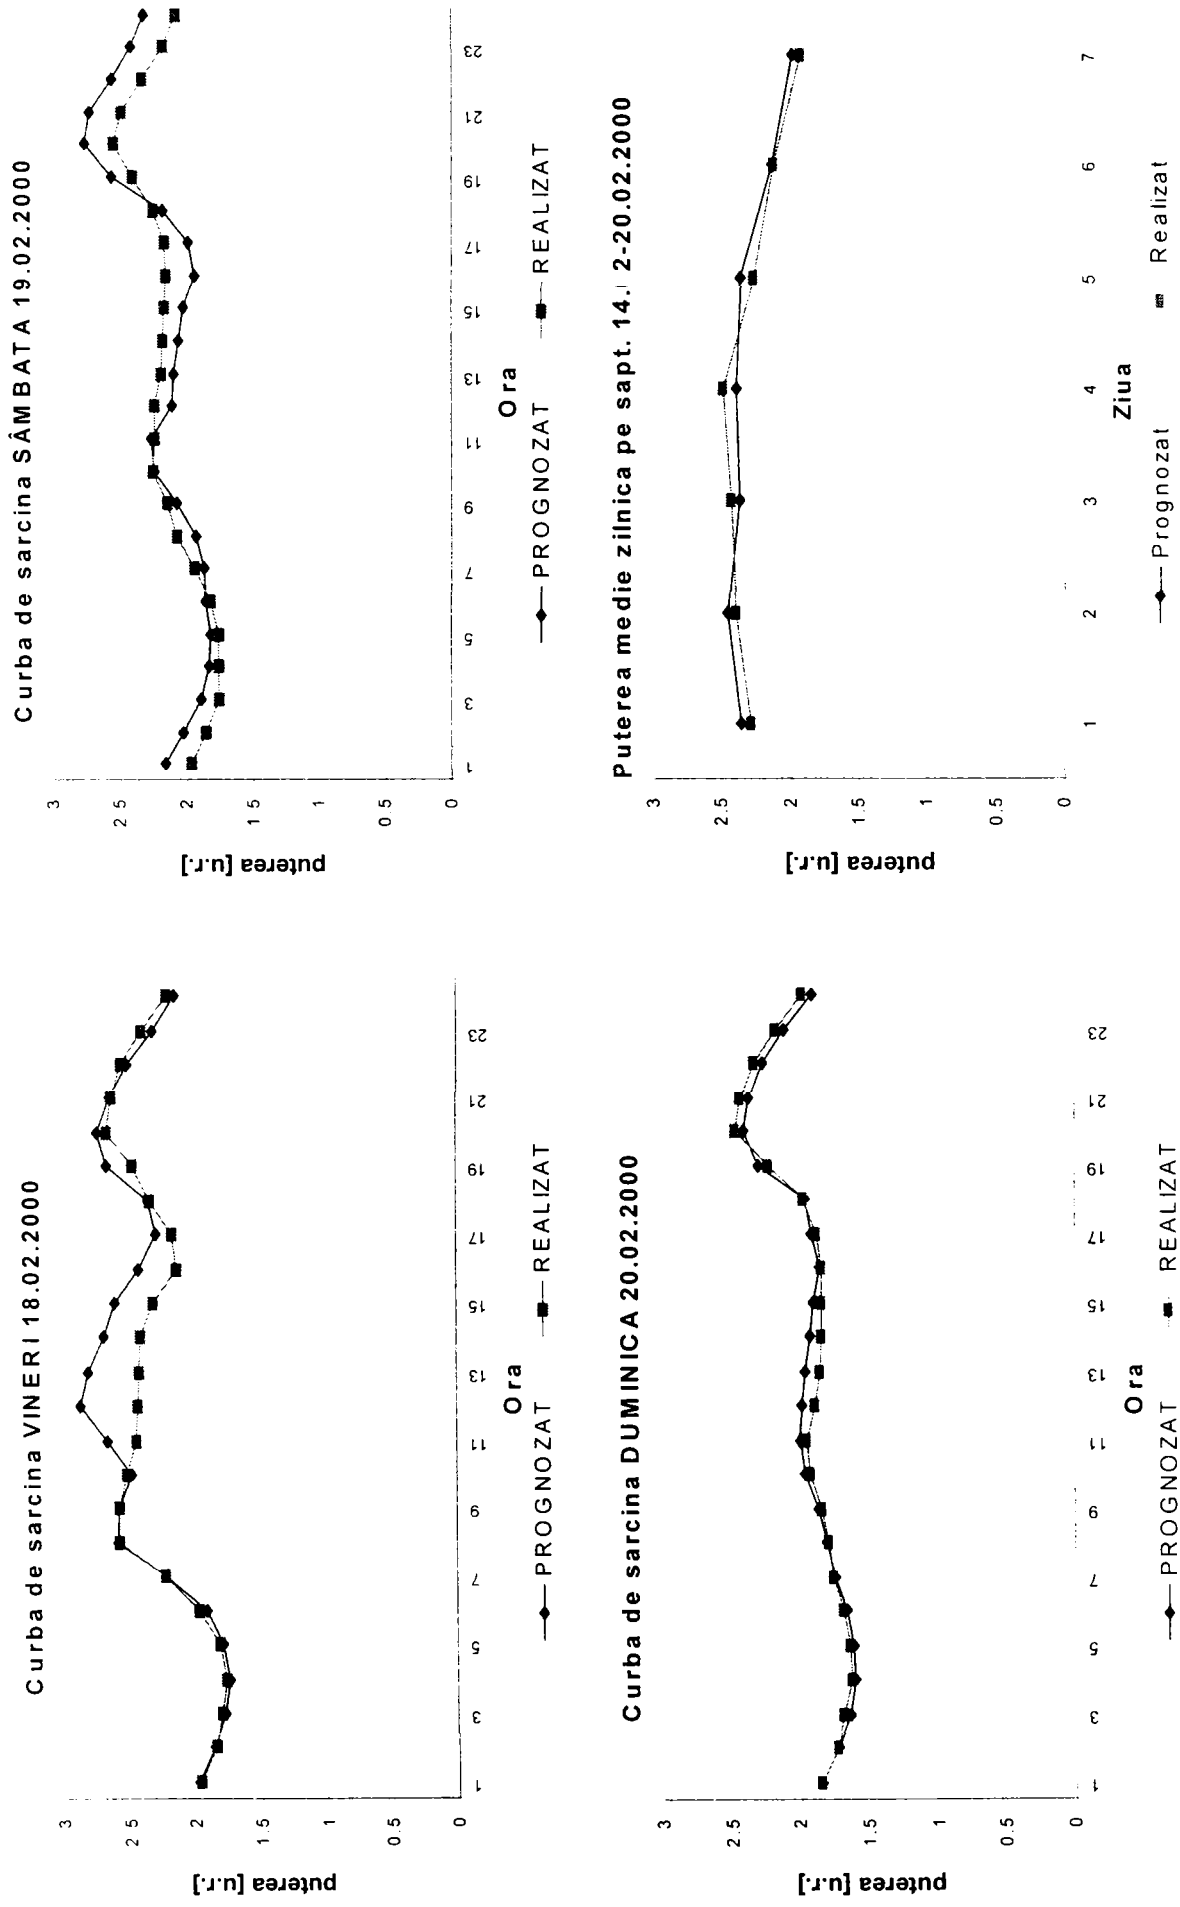 Curba de sarcina VINERI 18.02.2000
puterea [u.r.]
3
2 5
2
1.5
1
0.5
0
1 3 5 7 9 11 13 15 17 19 21 23
Ora
PROGNOZAT REALIZAT
Curba de sarcina SÂMBATA 19.02.2000
puterea [u.r.]
3
2 5
2
1 5
1
0.5
0
1 3 5 7 9 11 13 15 17 19 21 23
Ora
PROGNOZAT REALIZAT
Curba de sarcina DUMINICA 20.02.2000
puterea [u.r.]
3
2.5
2
1.5
1
0.5
0
1 3 5 7 9 11 13 15 17 19 21 23
Ora
PROGNOZAT REALIZAT
Puterea medie zilnica pe sapt. 14. 2-20.02.2000
puterea [u.r.]
3
2.5
2
1.5
1
0.5
0
1 2 3 4 5 6 7
Ziua
Prognozat Realizat